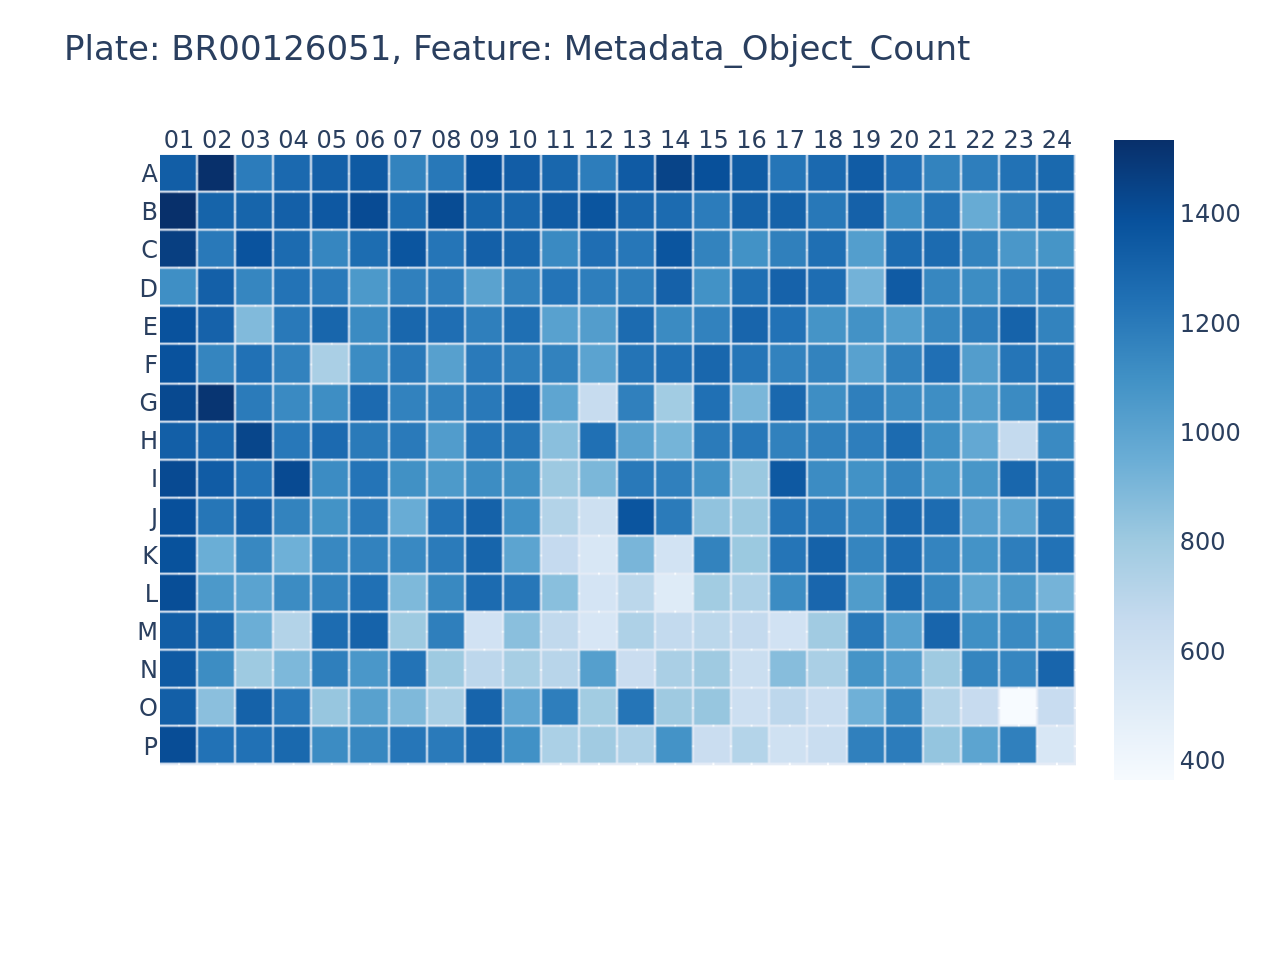 Plate: BR00126051, Feature: Metadata_Object_Count
01 02 03 04 05 06 07 08 09 10 11 12 13 14 15 16 17 18 19 20 21 22 23 24
A
B
C
D
E
F
G
H
I
J
K
L
M
N
O
P
1400
1200
1000
800
600
400